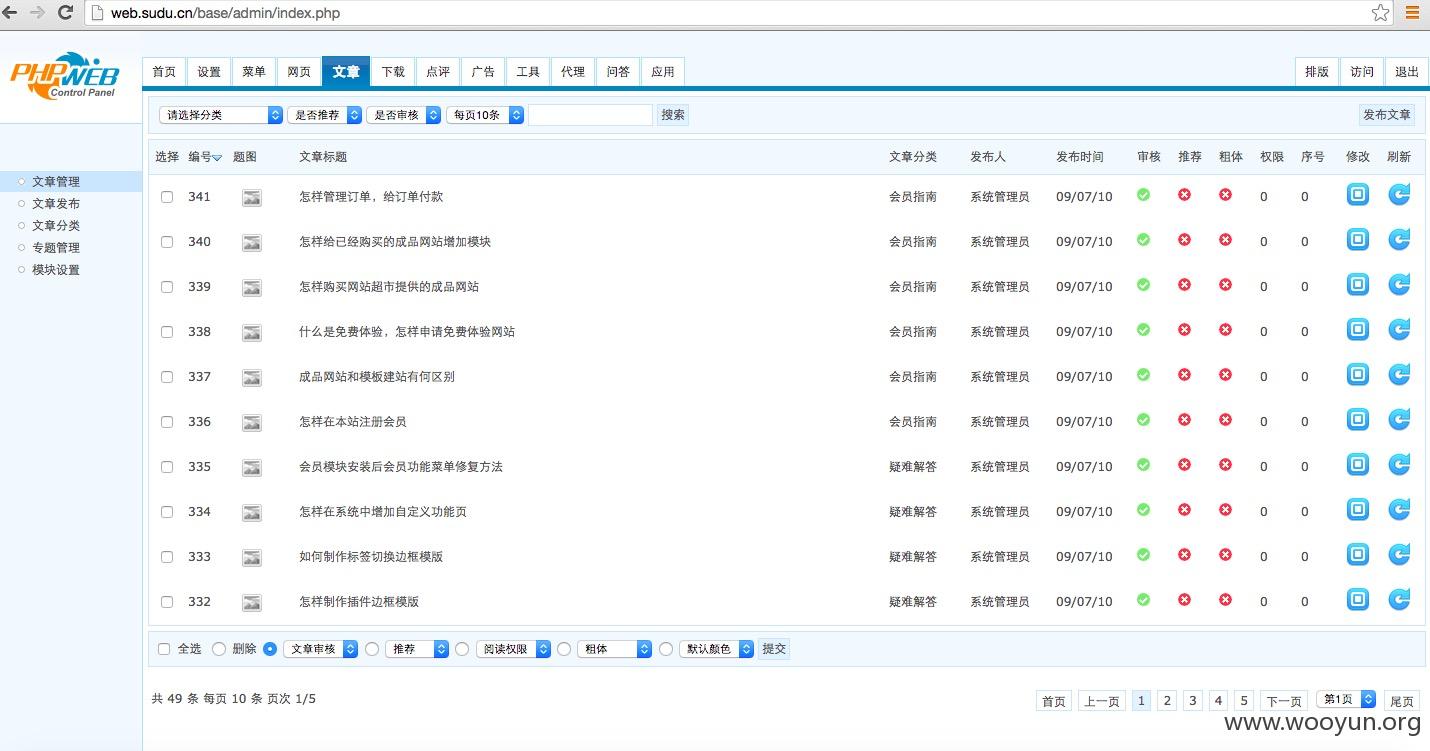 web.sudu.cn/base/admin/index.php
PHPWEB
Control Panel
首页 设置 菜单 网页 文章 下载 点评 广告 工具 代理 问答 应用 排版 访问 退出
请选择分类 是否推荐 是否审核 每页10条 搜索 发布文章
文章管理
文章发布
文章分类
专题管理
模块设置
选择 编号 题图 文章标题 文章分类 发布人 发布时间 审核 推荐 粗体 权限 序号 修改 刷新
341 怎样管理订单，给订单付款 会员指南 系统管理员 09/07/10 0 0
340 怎样给已经购买的成品网站增加模块 会员指南 系统管理员 09/07/10 0 0
339 怎样购买网站超市提供的成品网站 会员指南 系统管理员 09/07/10 0 0
338 什么是免费体验，怎样申请免费体验网站 会员指南 系统管理员 09/07/10 0 0
337 成品网站和模板建站有何区别 会员指南 系统管理员 09/07/10 0 0
336 怎样在本站注册会员 会员指南 系统管理员 09/07/10 0 0
335 会员模块安装后会员功能菜单修复方法 疑难解答 系统管理员 09/07/10 0 0
334 怎样在系统中增加自定义功能页 疑难解答 系统管理员 09/07/10 0 0
333 如何制作标签切换边框模版 疑难解答 系统管理员 09/07/10 0 0
332 怎样制作插件边框模版 疑难解答 系统管理员 09/07/10 0 0
全选 删除 文章审核 推荐 阅读权限 粗体 默认颜色 提交
共 49 条 每页 10 条 页次 1/5 首页 上一页 1 2 3 4 5 下一页 第1页 尾页
www.wooyun.org